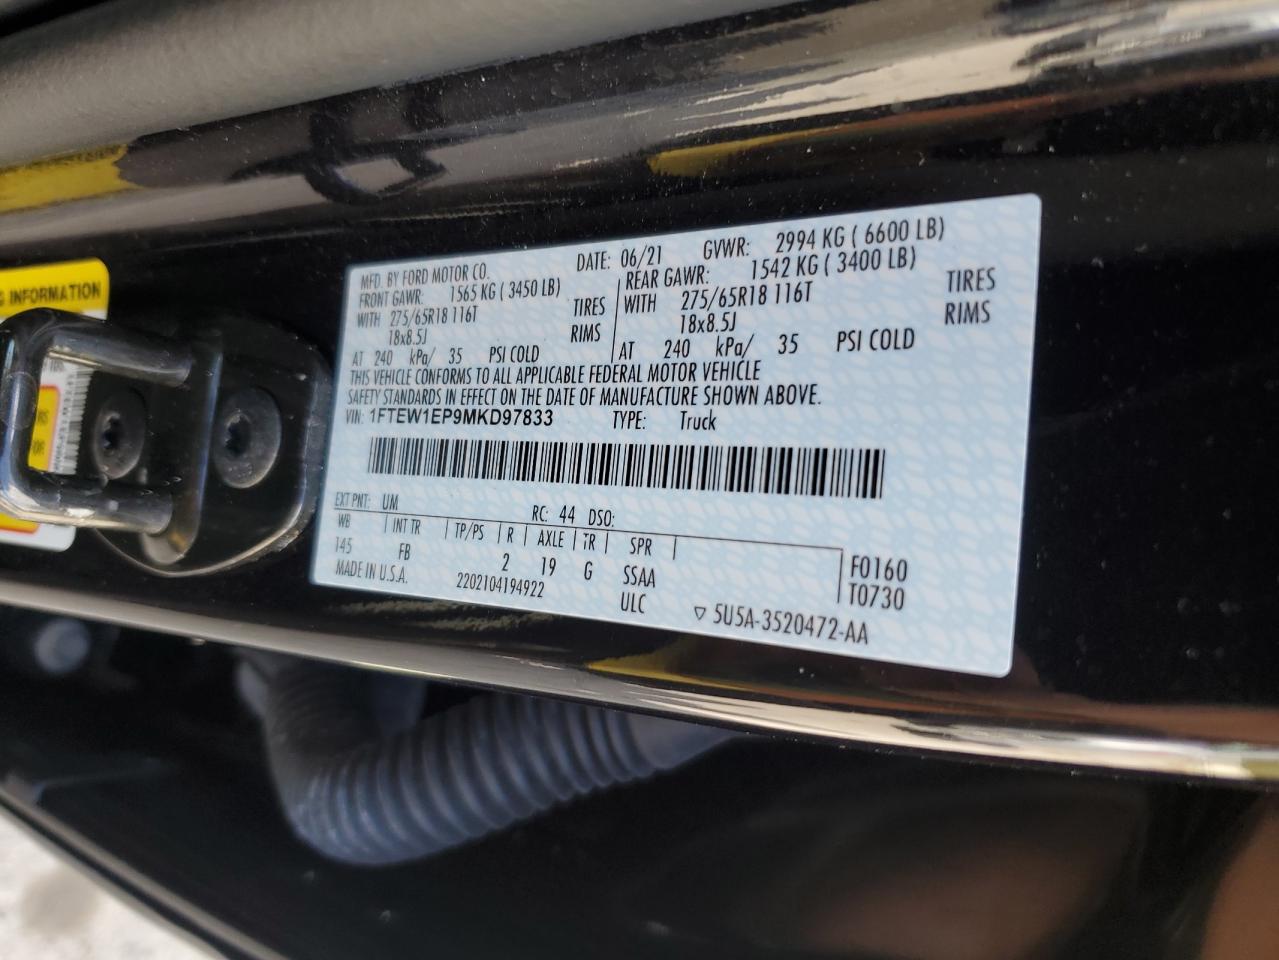 G INFORMATION
MFD. BY FORD MOTOR CO.
DATE: 06/21 GVWR: 2994 KG ( 6600 LB)
FRONT GAWR: 1565 KG ( 3450 LB)
WITH 275/65R18 116T TIRES
18x8.5J RIMS
AT 240 kPa/ 35 PSI COLD
REAR GAWR: 1542 KG ( 3400 LB)
WITH 275/65R18 116T TIRES
18x8.5J RIMS
AT 240 kPa/ 35 PSI COLD
THIS VEHICLE CONFORMS TO ALL APPLICABLE FEDERAL MOTOR VEHICLE
SAFETY STANDARDS IN EFFECT ON THE DATE OF MANUFACTURE SHOWN ABOVE.
VIN: 1FTEW1EP9MKD97833 TYPE: Truck
EXT PNT: UM RC: 44 DSO:
WB INT TR TP/PS R AXLE TR SPR
145 FB 2 19 G SSAA F0160
MADE IN U.S.A. 2202104194922 ULC T0730
▽ 5U5A-3520472-AA